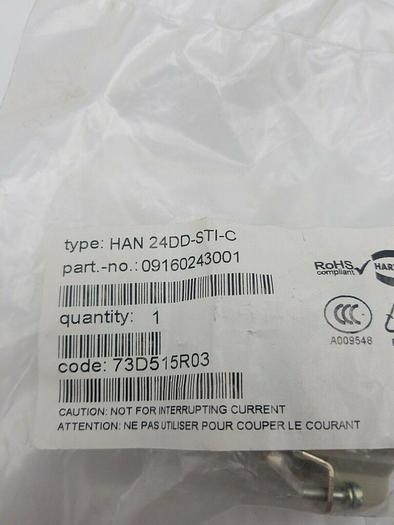 type: HAN 24DD-STI-C
part.-no.: 09160243001
RoHS
compliant
HAR
quantity: 1
A009548
code: 73D515R03
CAUTION: NOT FOR INTERRUPTING CURRENT
ATTENTION: NE PAS UTILISER POUR COUPER LE COURANT